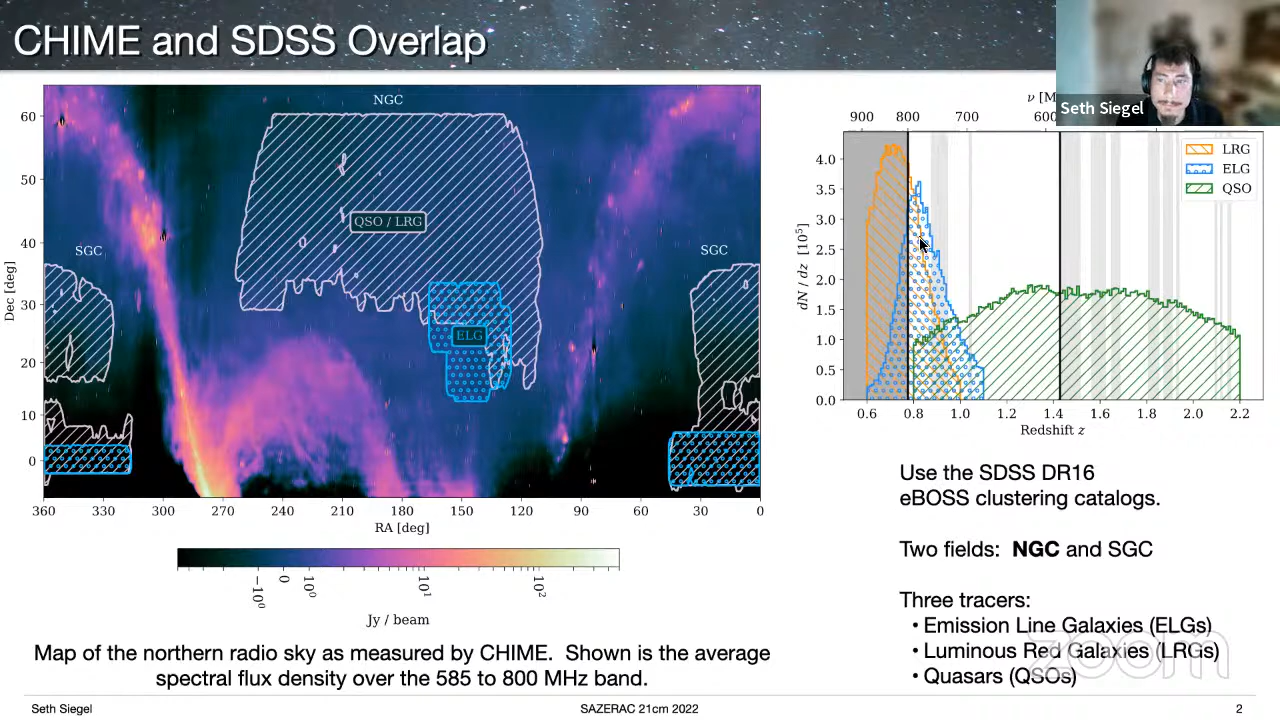 CHIME and SDSS Overlap
Seth Siegel
NGC
SGC
SGC
QSO / LRG
ELG
60
50
40
30
20
10
0
Dec [deg]
360 330 300 270 240 210 180 150 120 90 60 30 0
RA [deg]
−10⁰ 0 10⁰ 10¹ 10²
Jy / beam
Map of the northern radio sky as measured by CHIME. Shown is the average
spectral flux density over the 585 to 800 MHz band.
ν [M
900 800 700 600
LRG
ELG
QSO
4.0
3.5
3.0
2.5
2.0
1.5
1.0
0.5
0.0
dN / dz [10⁵]
0.6 0.8 1.0 1.2 1.4 1.6 1.8 2.0 2.2
Redshift z
Use the SDSS DR16
eBOSS clustering catalogs.
Two fields: NGC and SGC
Three tracers:
• Emission Line Galaxies (ELGs)
• Luminous Red Galaxies (LRGs)
• Quasars (QSOs)
zoom
Seth Siegel
SAZERAC 21cm 2022
2